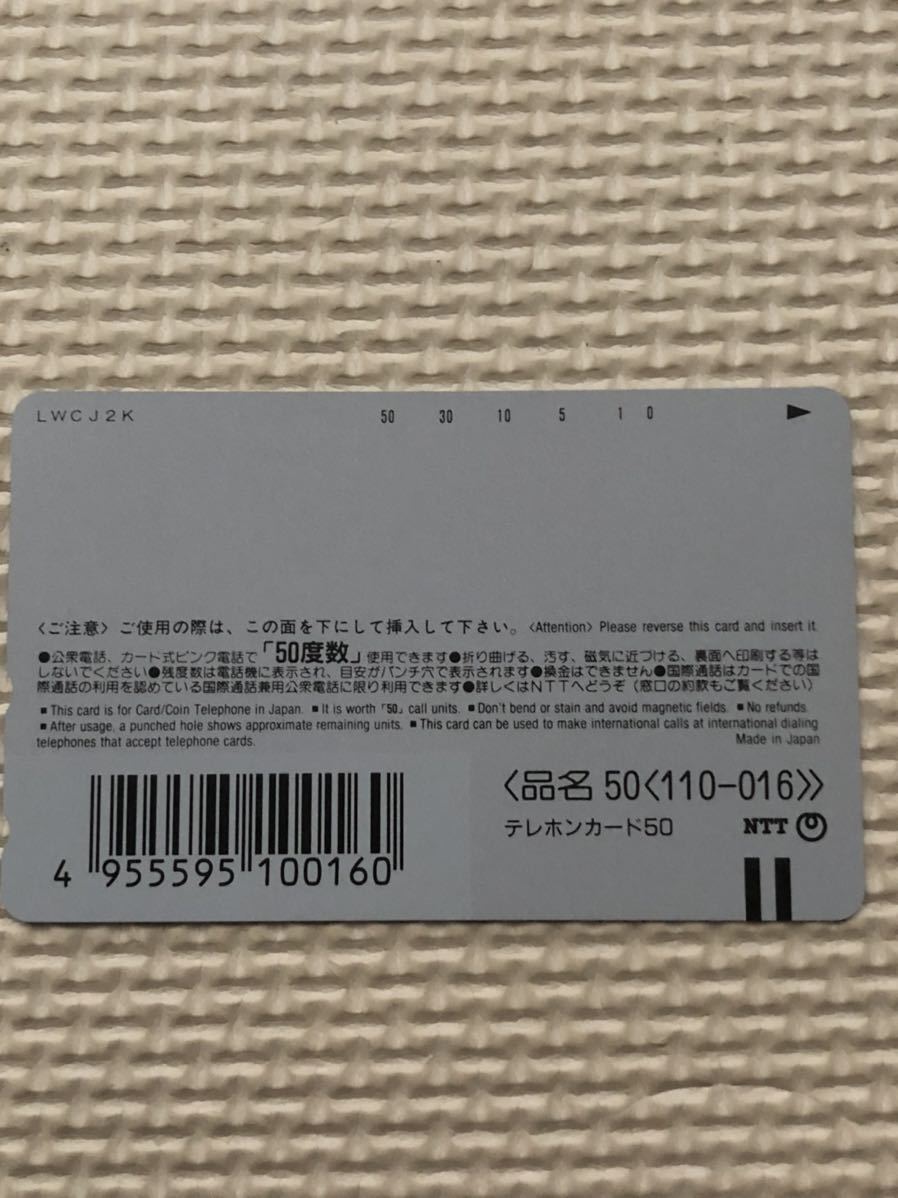 LWCJ2K 50 30 10 5 1 0
〈ご注意〉ご使用の際は、この面を下にして挿入して下さい。〈Attention〉Please reverse this card and insert it
●公衆電話、カード式ピンク電話で「50度数」使用できます●折り曲げる、汚す、磁気に近づける、裏面へ印刷する等は
しないでください●残度数は電話機に表示され、目安がパンチ穴で表示されます●換金はできません●国際通話はカードでの国
際通話の利用を認めている国際通話兼用公衆電話に限り利用できます●詳しくはNTTへどうぞ（窓口の約款もご覧ください）
■This card is for Card/Coin Telephone in Japan. ■It is worth「50」call units. ■Don't bend or stain and avoid magnetic fields. ■No refunds.
■After usage, a punched hole shows approximate remaining units. ■This card can be used to make international calls at international dialing
telephones that accept telephone cards. Made in Japan
〈品名 50〈110-016〉〉
テレホンカード50 NTT
4 955595 100160